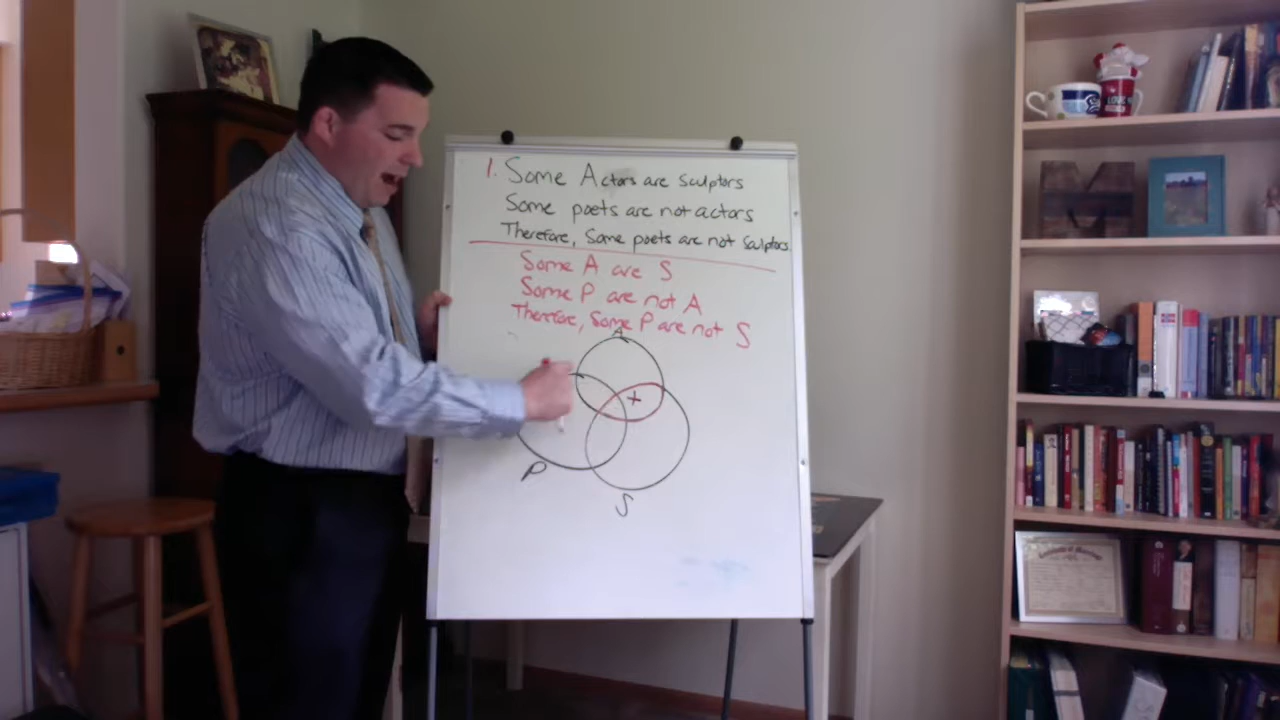 1. Some Actors are Sculptors
Some poets are not actors
Therefore, Some poets are not Sculptors
Some A are S
Some P are not A
Therefore, Some P are not S
A
+
P
S